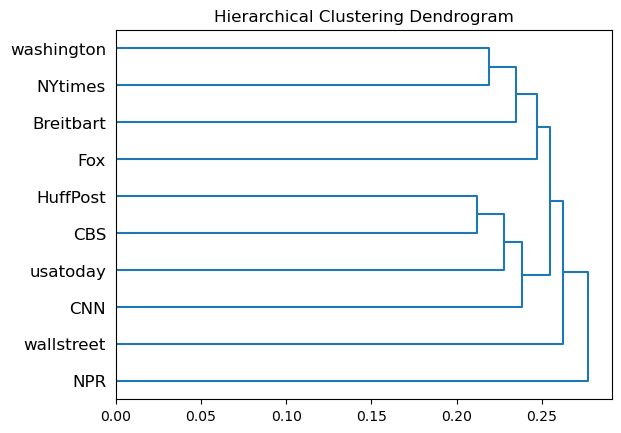 Hierarchical Clustering Dendrogram
washington
NYtimes
Breitbart
Fox
HuffPost
CBS
usatoday
CNN
wallstreet
NPR
0.00 0.05 0.10 0.15 0.20 0.25